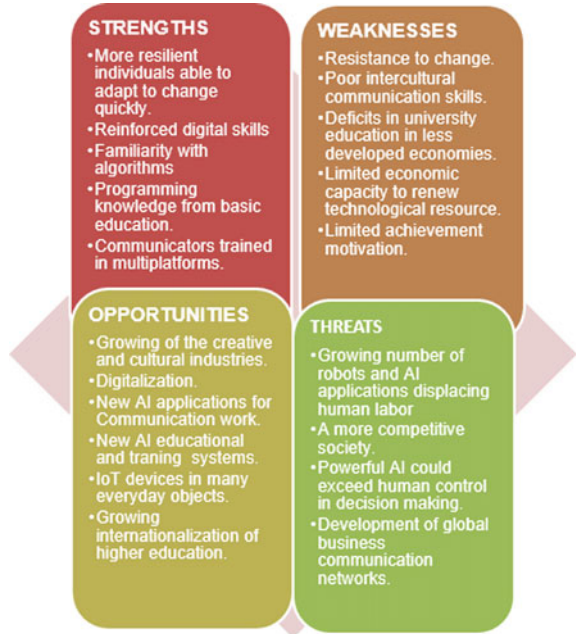 STRENGTHS
•More resilient
individuals able to
adapt to change
quickly.
•Reinforced digital skills
•Familiarity with
algorithms
•Programming
knowledge from basic
education.
•Communicators trained
in multiplatforms.
WEAKNESSES
•Resistance to change.
•Poor intercultural
communication skills.
•Deficits in university
education in less
developed economies.
•Limited economic
capacity to renew
technological resource.
•Limited achievement
motivation.
OPPORTUNITIES
•Growing of the creative
and cultural industries.
•Digitalization.
•New AI applications for
Communication work.
•New AI educational
and traning systems.
•IoT devices in many
everyday objects.
•Growing
internationalization of
higher education.
THREATS
•Growing number of
robots and AI
applications displacing
human labor
•A more competitive
society.
•Powerful AI could
exceed human control
in decision making.
•Development of global
business
communication
networks.